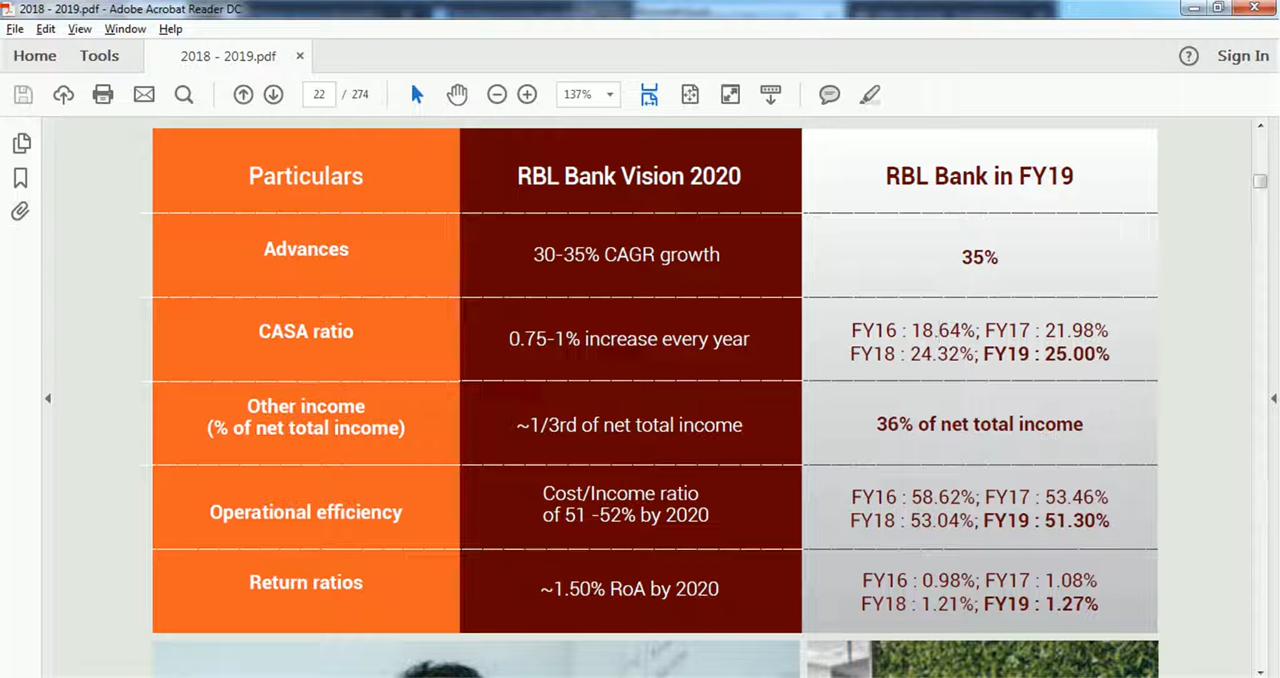 2018 - 2019.pdf - Adobe Acrobat Reader DC
File Edit View Window Help
Home Tools 2018 - 2019.pdf × ? Sign In
22 / 274 137%
Particulars RBL Bank Vision 2020 RBL Bank in FY19
Advances 30-35% CAGR growth 35%
CASA ratio 0.75-1% increase every year FY16 : 18.64%; FY17 : 21.98%
FY18 : 24.32%; FY19 : 25.00%
Other income
(% of net total income) ~1/3rd of net total income 36% of net total income
Operational efficiency Cost/Income ratio
of 51 -52% by 2020 FY16 : 58.62%; FY17 : 53.46%
FY18 : 53.04%; FY19 : 51.30%
Return ratios ~1.50% RoA by 2020 FY16 : 0.98%; FY17 : 1.08%
FY18 : 1.21%; FY19 : 1.27%